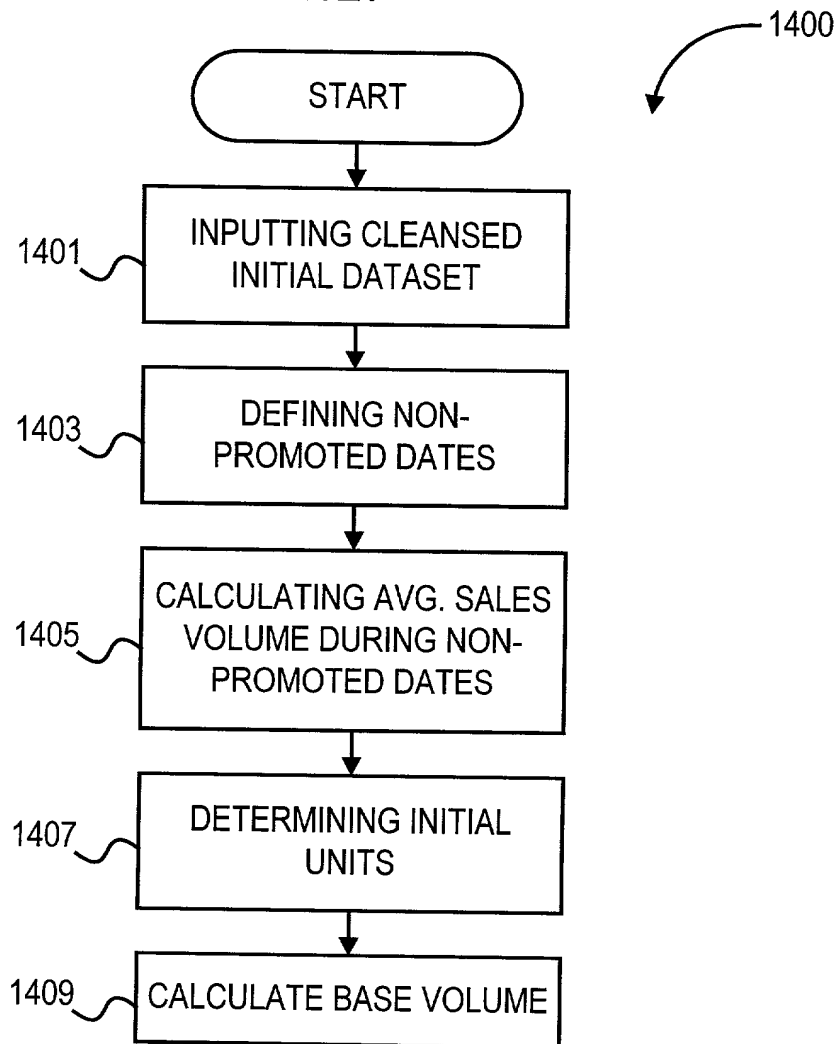 1400
START
1401
INPUTTING CLEANSED
INITIAL DATASET
1403
DEFINING NON-
PROMOTED DATES
1405
CALCULATING AVG. SALES
VOLUME DURING NON-
PROMOTED DATES
1407
DETERMINING INITIAL
UNITS
1409
CALCULATE BASE VOLUME